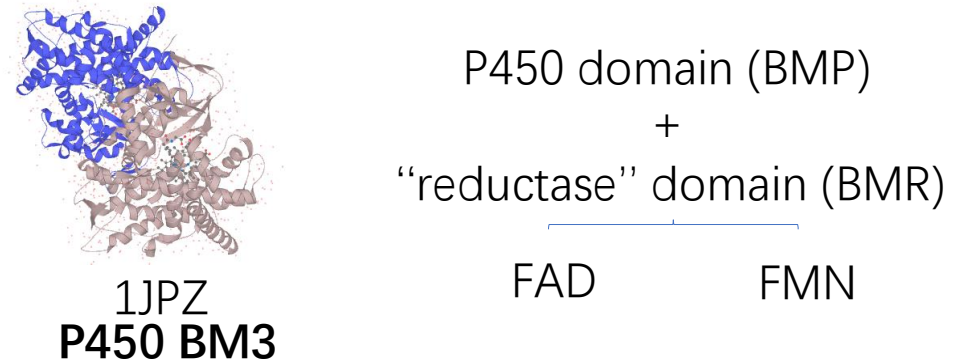 1JPZ
P450 BM3
P450 domain (BMP)
+
“reductase’’ domain (BMR)
FAD
FMN